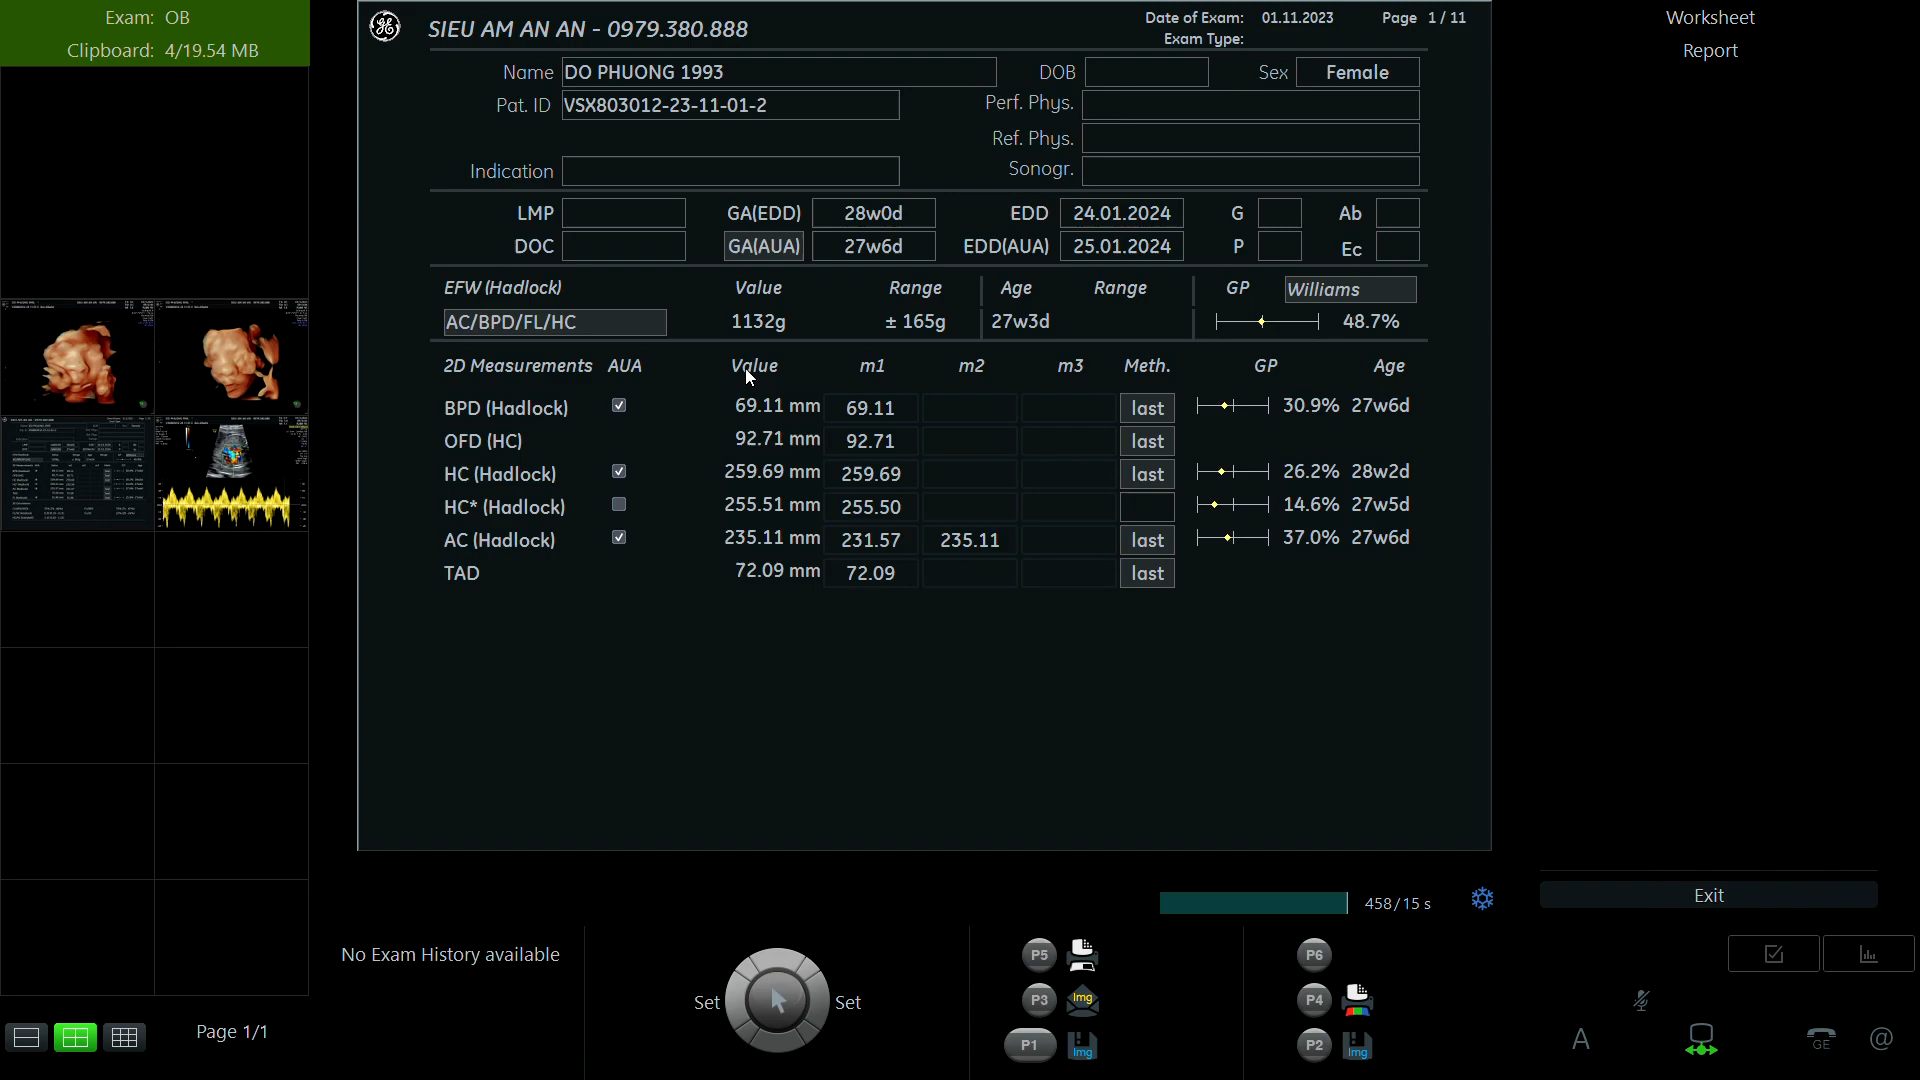 Exam: OB
Clipboard: 4/19.54 MB
SIEU AM AN AN - 0979.380.888
Date of Exam: 01.11.2023 Page 1 / 11
Exam Type:
Name DO PHUONG 1993 DOB Sex Female
Pat. ID VSX803012-23-11-01-2 Perf. Phys.
Ref. Phys.
Indication Sonogr.
LMP GA(EDD) 28w0d EDD 24.01.2024 G Ab
DOC GA(AUA) 27w6d EDD(AUA) 25.01.2024 P Ec
EFW (Hadlock) Value Range Age Range GP Williams
AC/BPD/FL/HC 1132g ± 165g 27w3d 48.7%
2D Measurements AUA Value m1 m2 m3 Meth. GP Age
BPD (Hadlock) 69.11 mm 69.11 last 30.9% 27w6d
OFD (HC) 92.71 mm 92.71 last
HC (Hadlock) 259.69 mm 259.69 last 26.2% 28w2d
HC* (Hadlock) 255.51 mm 255.50 14.6% 27w5d
AC (Hadlock) 235.11 mm 231.57 235.11 last 37.0% 27w6d
TAD 72.09 mm 72.09 last
Worksheet
Report
458/15 s
Exit
No Exam History available
Set Set
P5
P3 Img
P1 Img
P6
P4
P2 Img
Page 1/1
A GE @